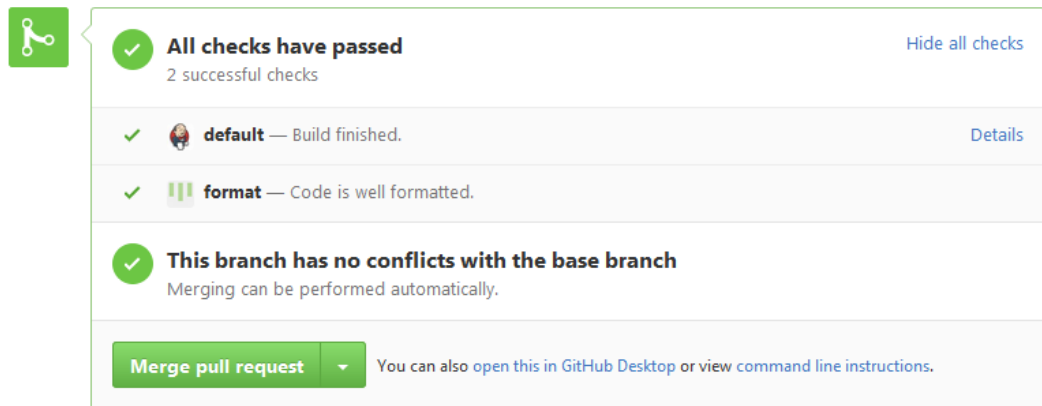 All checks have passed
Hide all checks
2 successful checks
default — Build finished.
Details
format — Code is well formatted.
This branch has no conflicts with the base branch
Merging can be performed automatically.
Merge pull request
You can also open this in GitHub Desktop or view command line instructions.